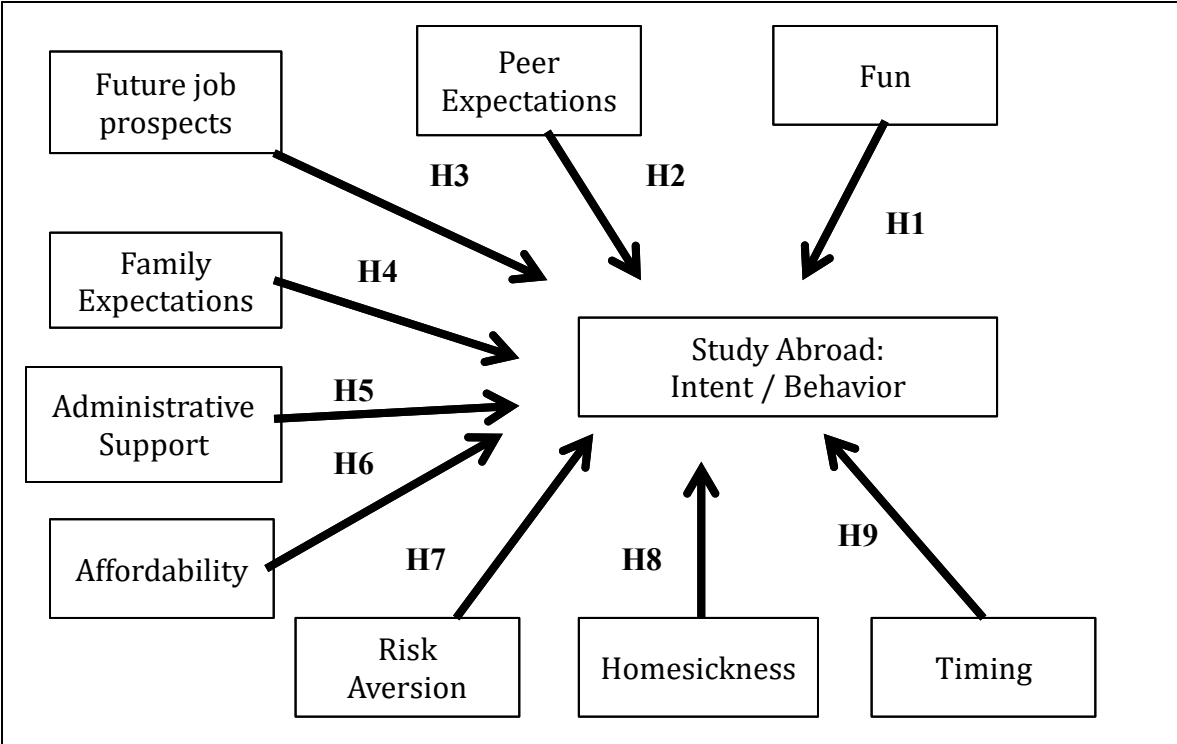 Future job
prospects
Peer
Expectations
Fun
H3
H2
H1
Family
Expectations
H4
Study Abroad:
Intent / Behavior
Administrative
Support
H5
H6
Affordability
H7
H8
H9
Risk
Aversion
Homesickness
Timing